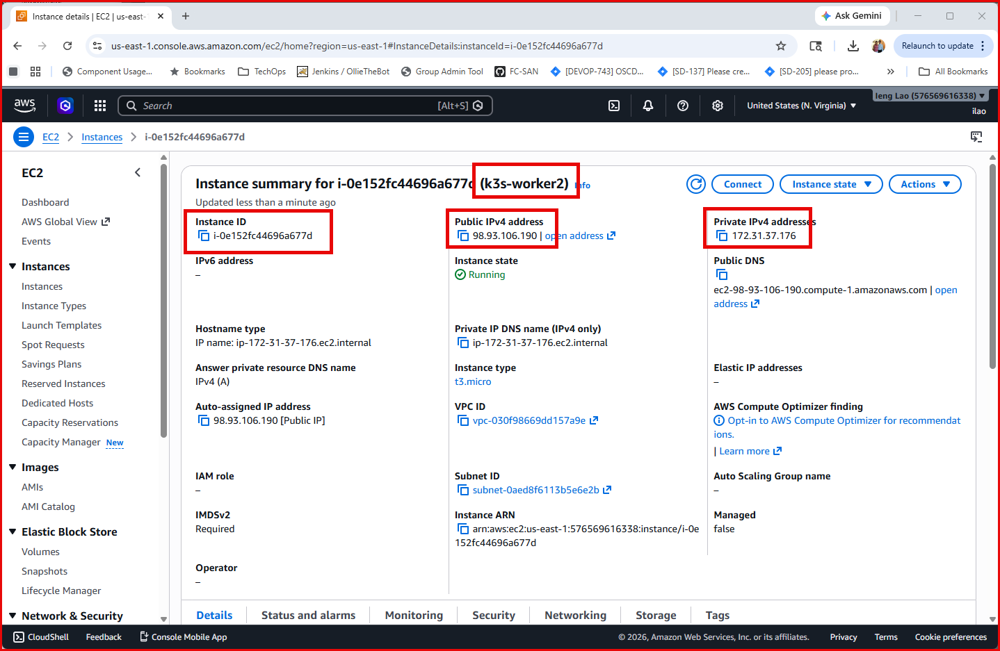 Instance details | EC2 | us-east-
Ask Gemini
us-east-1.console.aws.amazon.com/ec2/home?region=us-east-1#InstanceDetails:instanceId=i-0e152fc44696a677d
Relaunch to update
Component Usage...
Bookmarks
TechOps
Jenkins / OllieTheBot
Group Admin Tool
FC-SAN
[DEVOP-743] OSCD...
[SD-137] Please cre...
[SD-205] please pro...
All Bookmarks
aws
Search
[Alt+S]
United States (N. Virginia)
Ieng Lao (576569616338)
ilao
EC2
Instances
i-0e152fc44696a677d
EC2
Dashboard
AWS Global View
Events
Instances
Instances
Instance Types
Launch Templates
Spot Requests
Savings Plans
Reserved Instances
Dedicated Hosts
Capacity Reservations
Capacity Manager New
Images
AMIs
AMI Catalog
Elastic Block Store
Volumes
Snapshots
Lifecycle Manager
Network & Security
Instance summary for i-0e152fc44696a677d (k3s-worker2) Info
Updated less than a minute ago
Connect
Instance state
Actions
Instance ID
i-0e152fc44696a677d
Public IPv4 address
98.93.106.190 | open address
Private IPv4 addresses
172.31.37.176
IPv6 address
–
Instance state
Running
Public DNS
ec2-98-93-106-190.compute-1.amazonaws.com | open
address
Hostname type
IP name: ip-172-31-37-176.ec2.internal
Private IP DNS name (IPv4 only)
ip-172-31-37-176.ec2.internal
Answer private resource DNS name
IPv4 (A)
Instance type
t3.micro
Elastic IP addresses
–
Auto-assigned IP address
98.93.106.190 [Public IP]
VPC ID
vpc-030f98669dd157a9e
AWS Compute Optimizer finding
Opt-in to AWS Compute Optimizer for recommendat
ions.
| Learn more
IAM role
–
Subnet ID
subnet-0aed8f6113b5e6e2b
Auto Scaling Group name
–
IMDSv2
Required
Instance ARN
arn:aws:ec2:us-east-1:576569616338:instance/i-0e
152fc44696a677d
Managed
false
Operator
–
Details
Status and alarms
Monitoring
Security
Networking
Storage
Tags
CloudShell
Feedback
Console Mobile App
© 2026, Amazon Web Services, Inc. or its affiliates.
Privacy
Terms
Cookie preferences